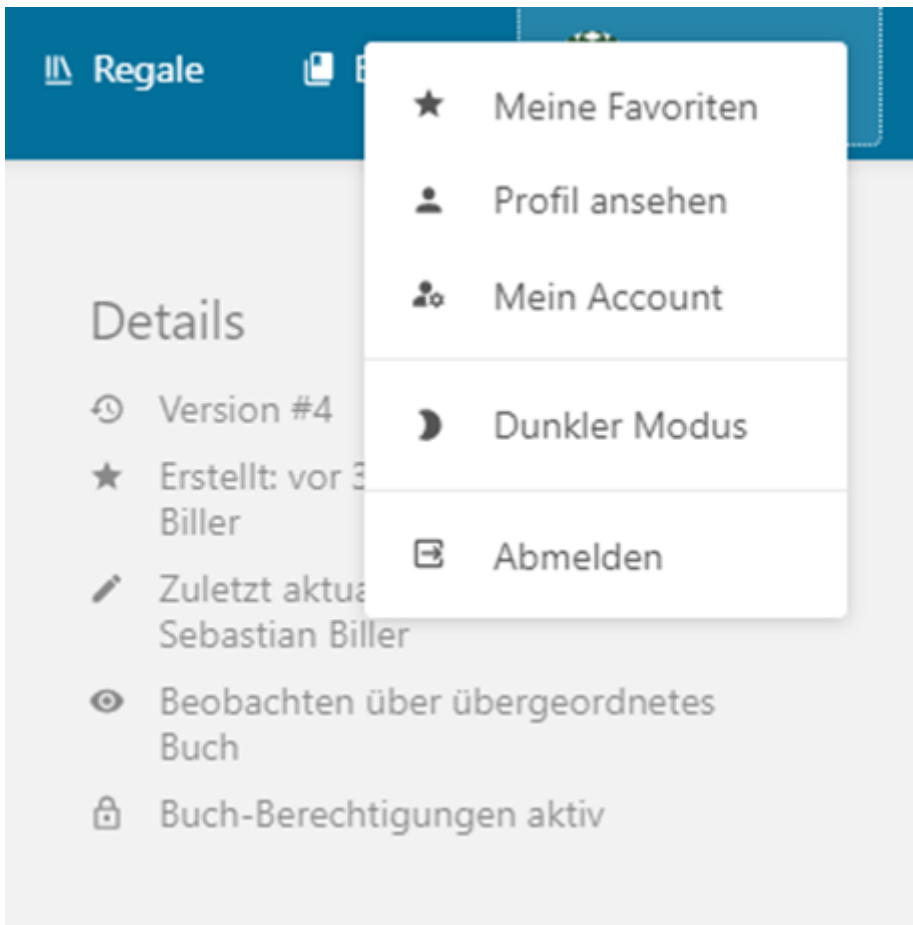 Regale
Meine Favoriten
Profil ansehen
Mein Account
Dunkler Modus
Abmelden
Details
Version #4
Erstellt: vor
Biller
Zuletzt
Sebastian Biller
Beobachten über übergeordnetes
Buch
Buch-Berechtigungen aktiv